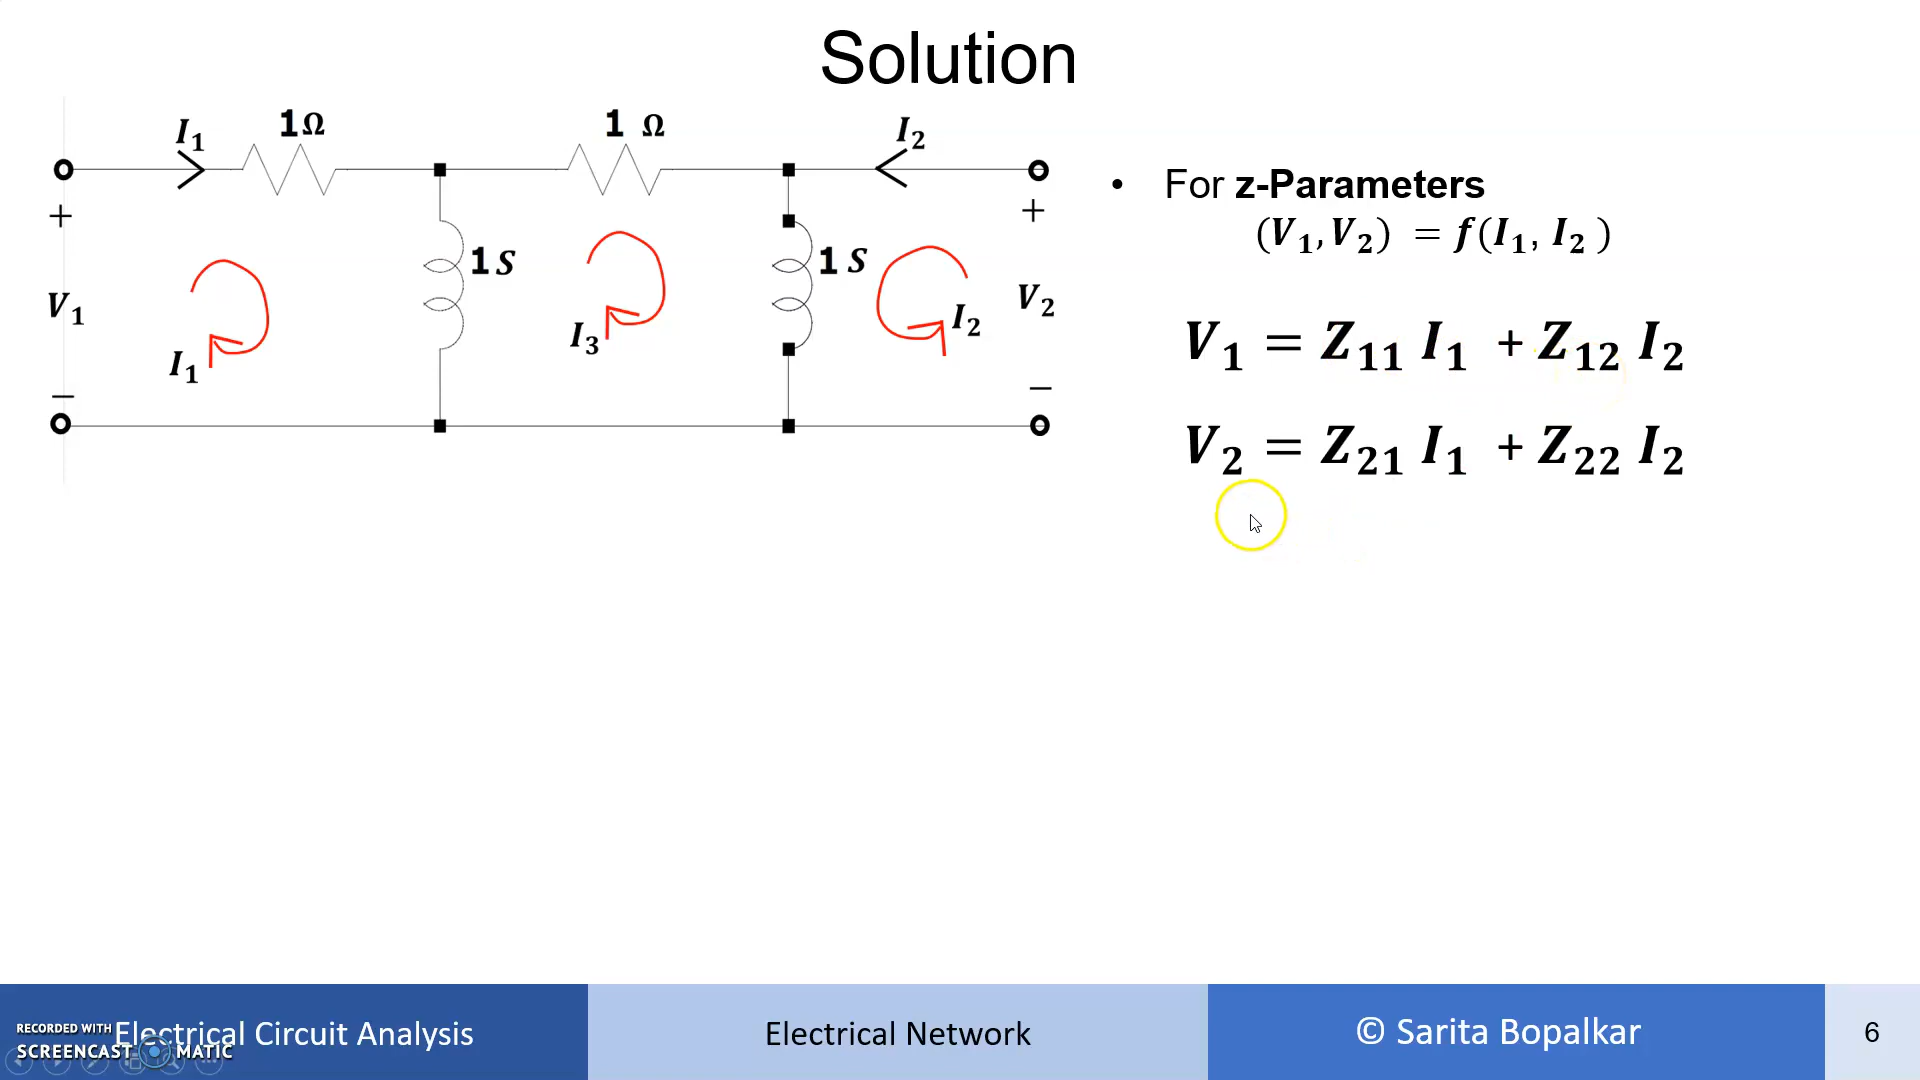 Solution
I₁ 1Ω 1 Ω I₂
+ +
• For z-Parameters
(V₁,V₂) = f(I₁, I₂ )
1 S 1 S
V₁ I₁ I₃ I₂ V₂
− −
V₁ = Z₁₁ I₁ + Z₁₂ I₂
V₂ = Z₂₁ I₁ + Z₂₂ I₂
RECORDED WITH
SCREENCAST MATIC
Electrical Circuit Analysis
Electrical Network
© Sarita Bopalkar
6